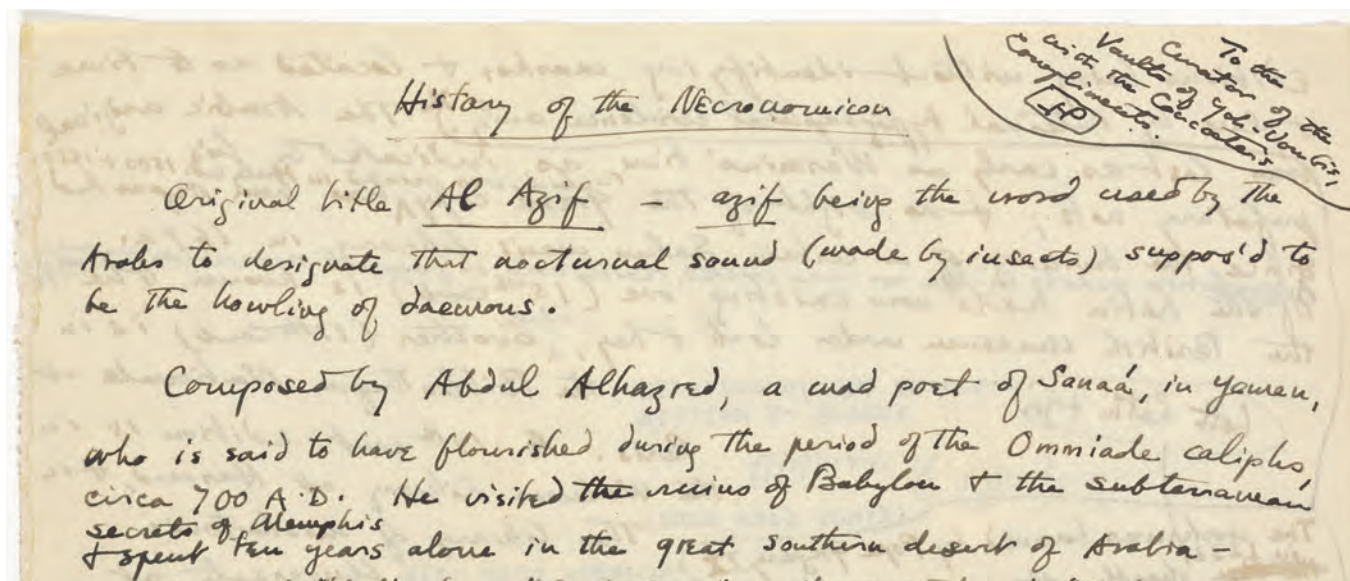 To the
Curator of the
Vaults of Yoh-Vombis,
with the Concocter's
Compliments.
HP
History of the Necronomicon
Original title Al Azif — azif being the word used by the
Arabs to designate that nocturnal sound (made by insects) suppos'd to
be the howling of daemons.
Composed by Abdul Alhazred, a mad poet of Sanaá, in Yemen,
who is said to have flourished during the period of the Ommiade caliphs,
circa 700 A.D. He visited the ruins of Babylon & the subterranean
secrets of Memphis
& spent ten years alone in the great southern desert of Arabia —